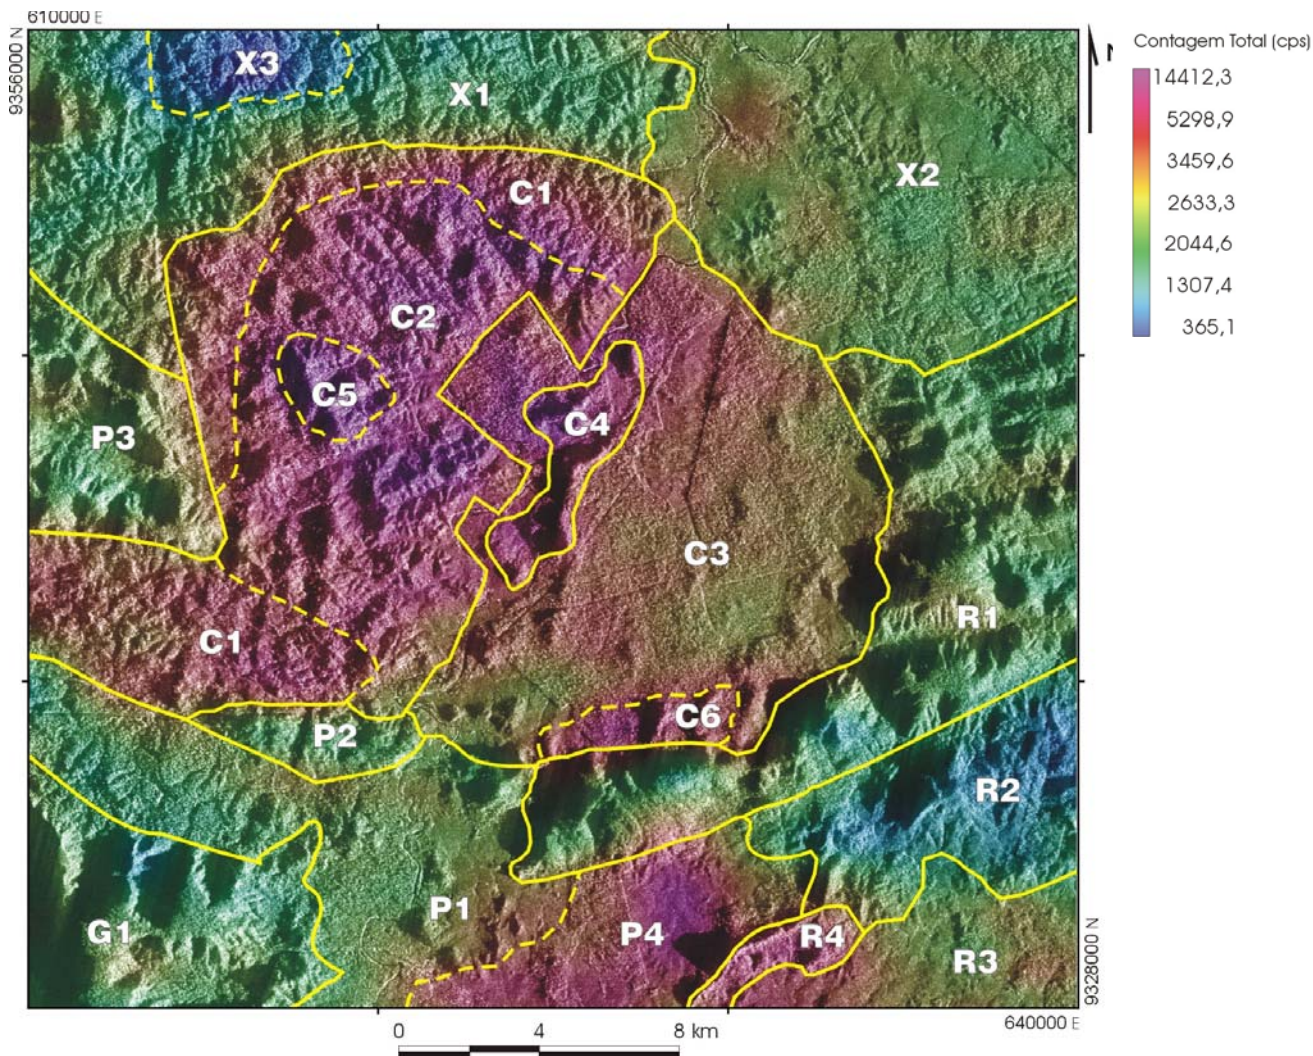 610000 E
9356000 N
Contagem Total (cps)
14412,3
5298,9
3459,6
2633,3
2044,6
1307,4
365,1
X3
X1
X2
C1
C2
C5
C4
P3
C3
R1
C1
C6
P2
R2
P1
P4
R4
G1
R3
9328000 N
640000 E
0 4 8 km